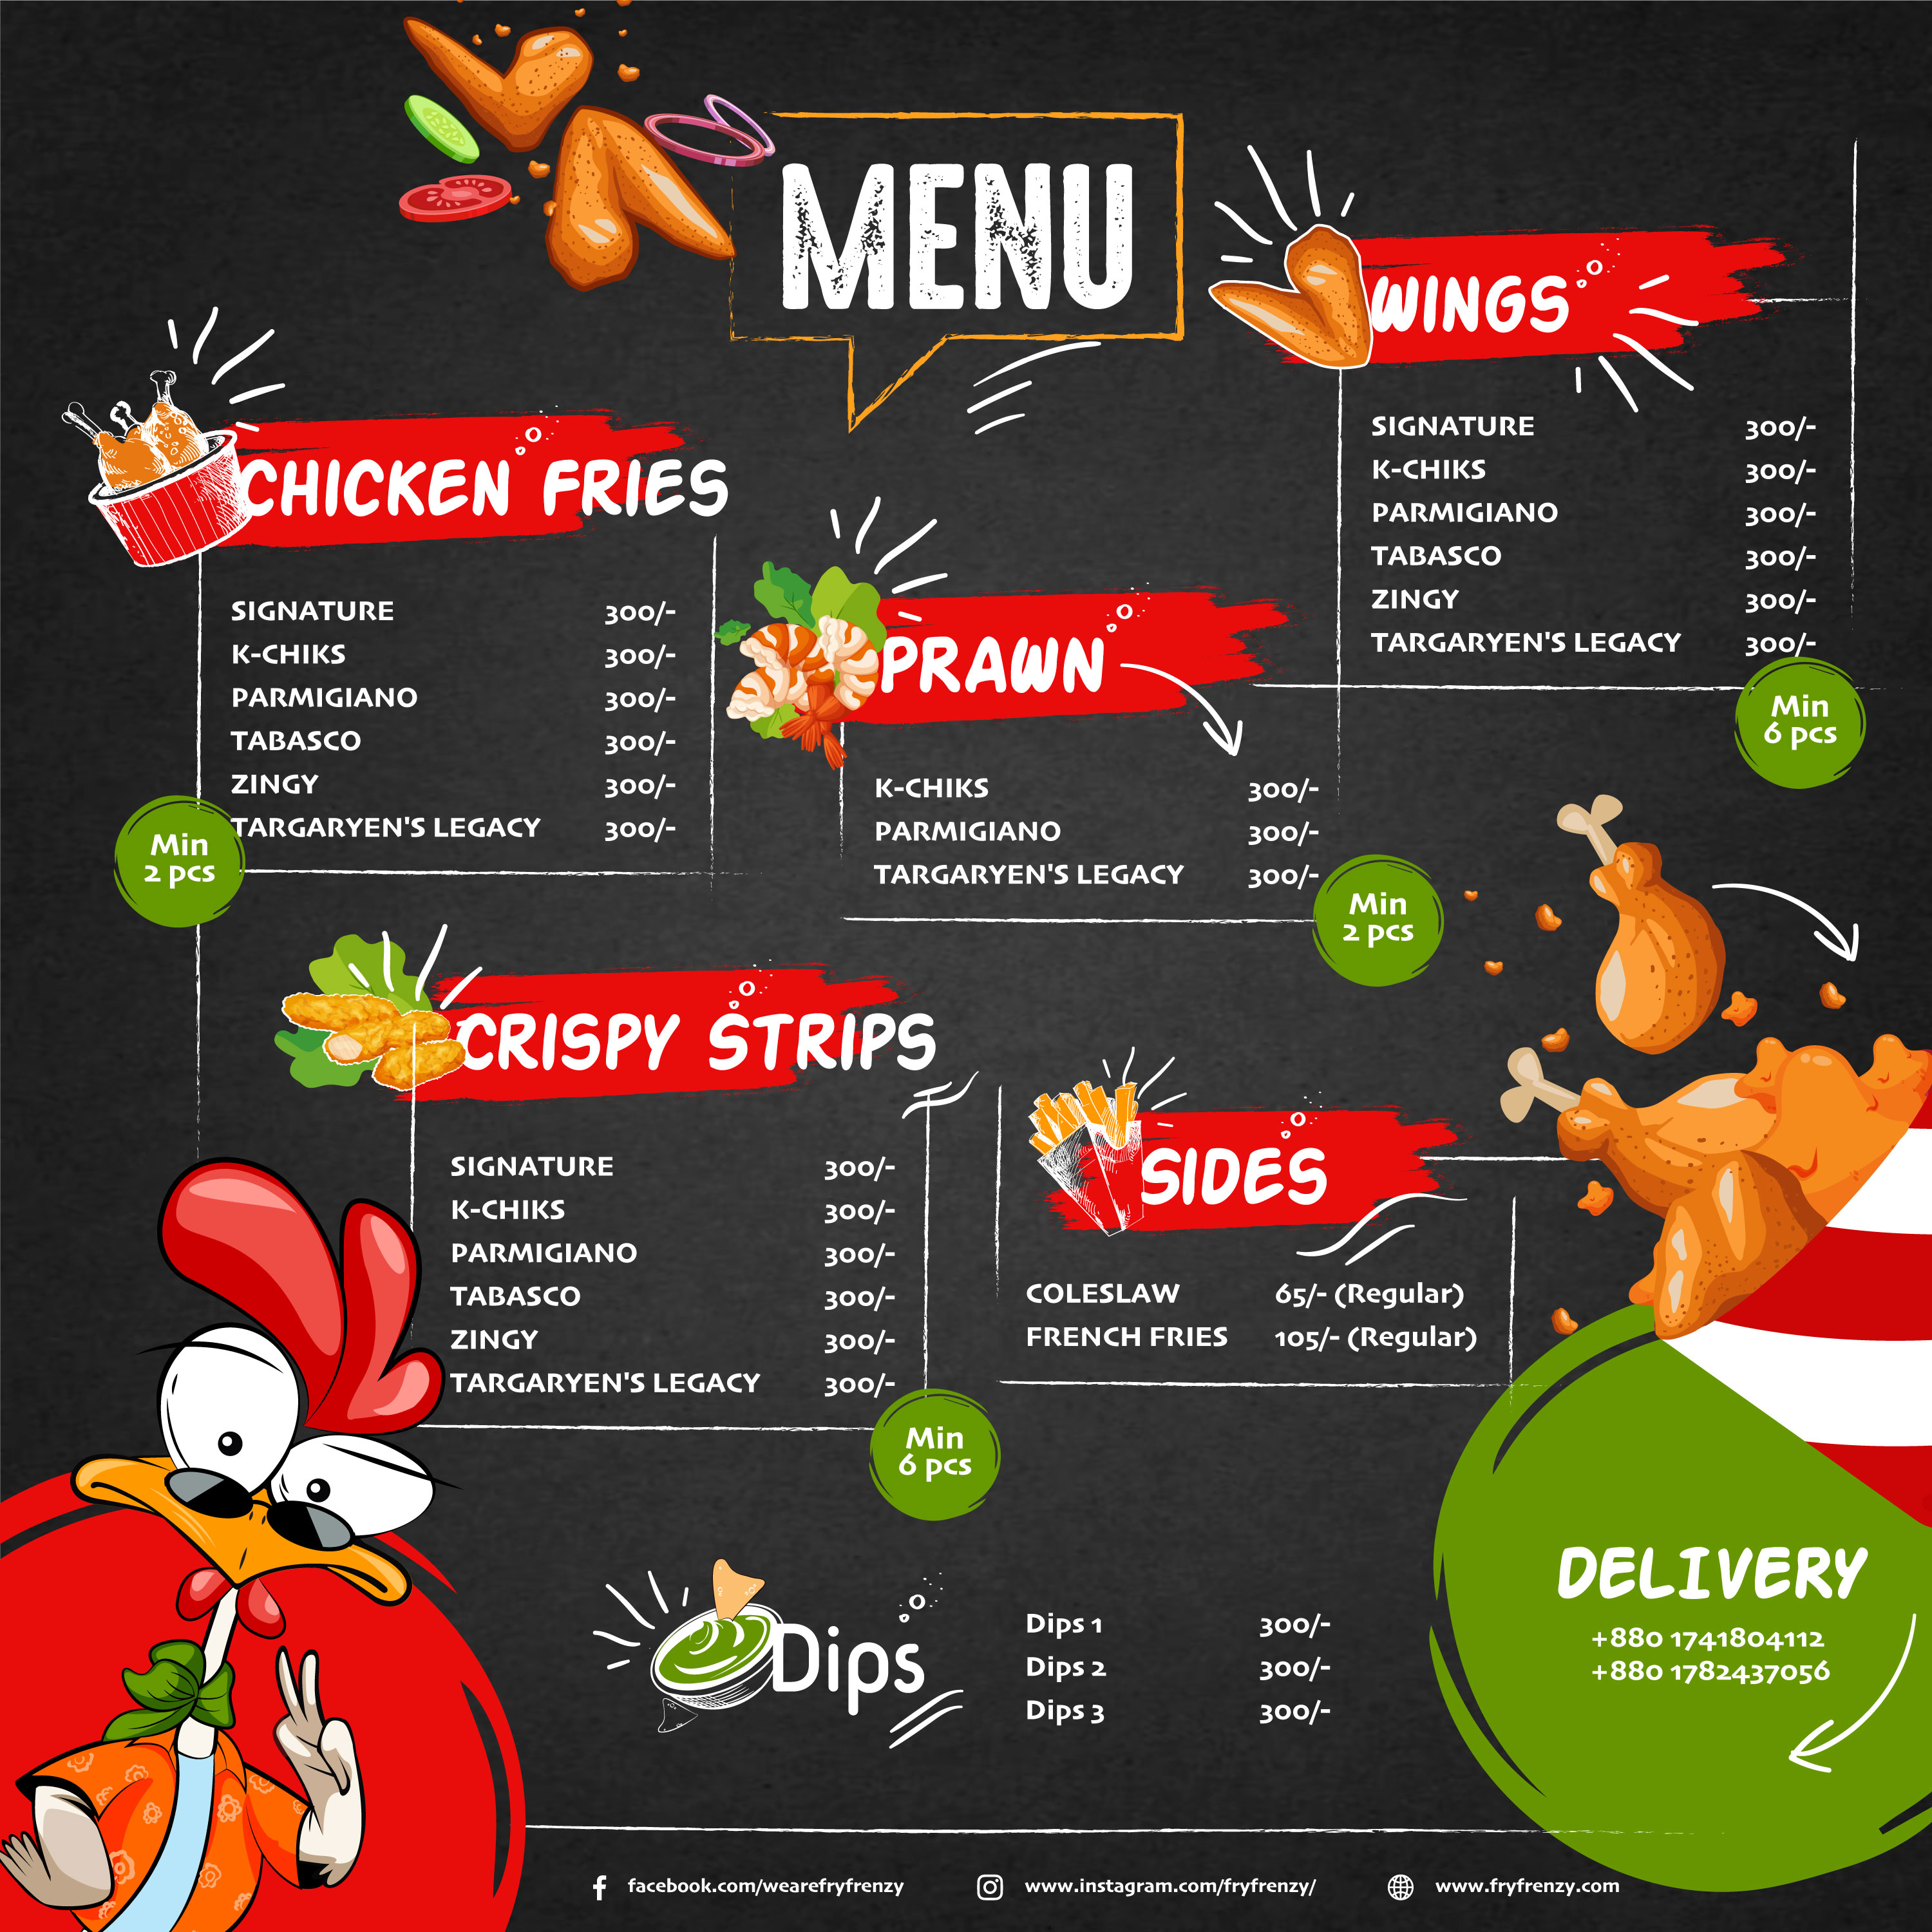 MENU
WINGS
SIGNATURE 300/-
K-CHIKS 300/-
PARMIGIANO 300/-
TABASCO 300/-
ZINGY 300/-
TARGARYEN'S LEGACY 300/-
Min
6 pcs
CHICKEN FRIES
SIGNATURE 300/-
K-CHIKS 300/-
PARMIGIANO 300/-
TABASCO 300/-
ZINGY 300/-
TARGARYEN'S LEGACY 300/-
Min
2 pcs
PRAWN
K-CHIKS 300/-
PARMIGIANO 300/-
TARGARYEN'S LEGACY 300/-
Min
2 pcs
CRISPY STRIPS
SIGNATURE 300/-
K-CHIKS 300/-
PARMIGIANO 300/-
TABASCO 300/-
ZINGY 300/-
TARGARYEN'S LEGACY 300/-
Min
6 pcs
SIDES
COLESLAW 65/- (Regular)
FRENCH FRIES 105/- (Regular)
Dips
Dips 1 300/-
Dips 2 300/-
Dips 3 300/-
DELIVERY
+880 1741804112
+880 1782437056
facebook.com/wearefryfrenzy www.instagram.com/fryfrenzy/ www.fryfrenzy.com